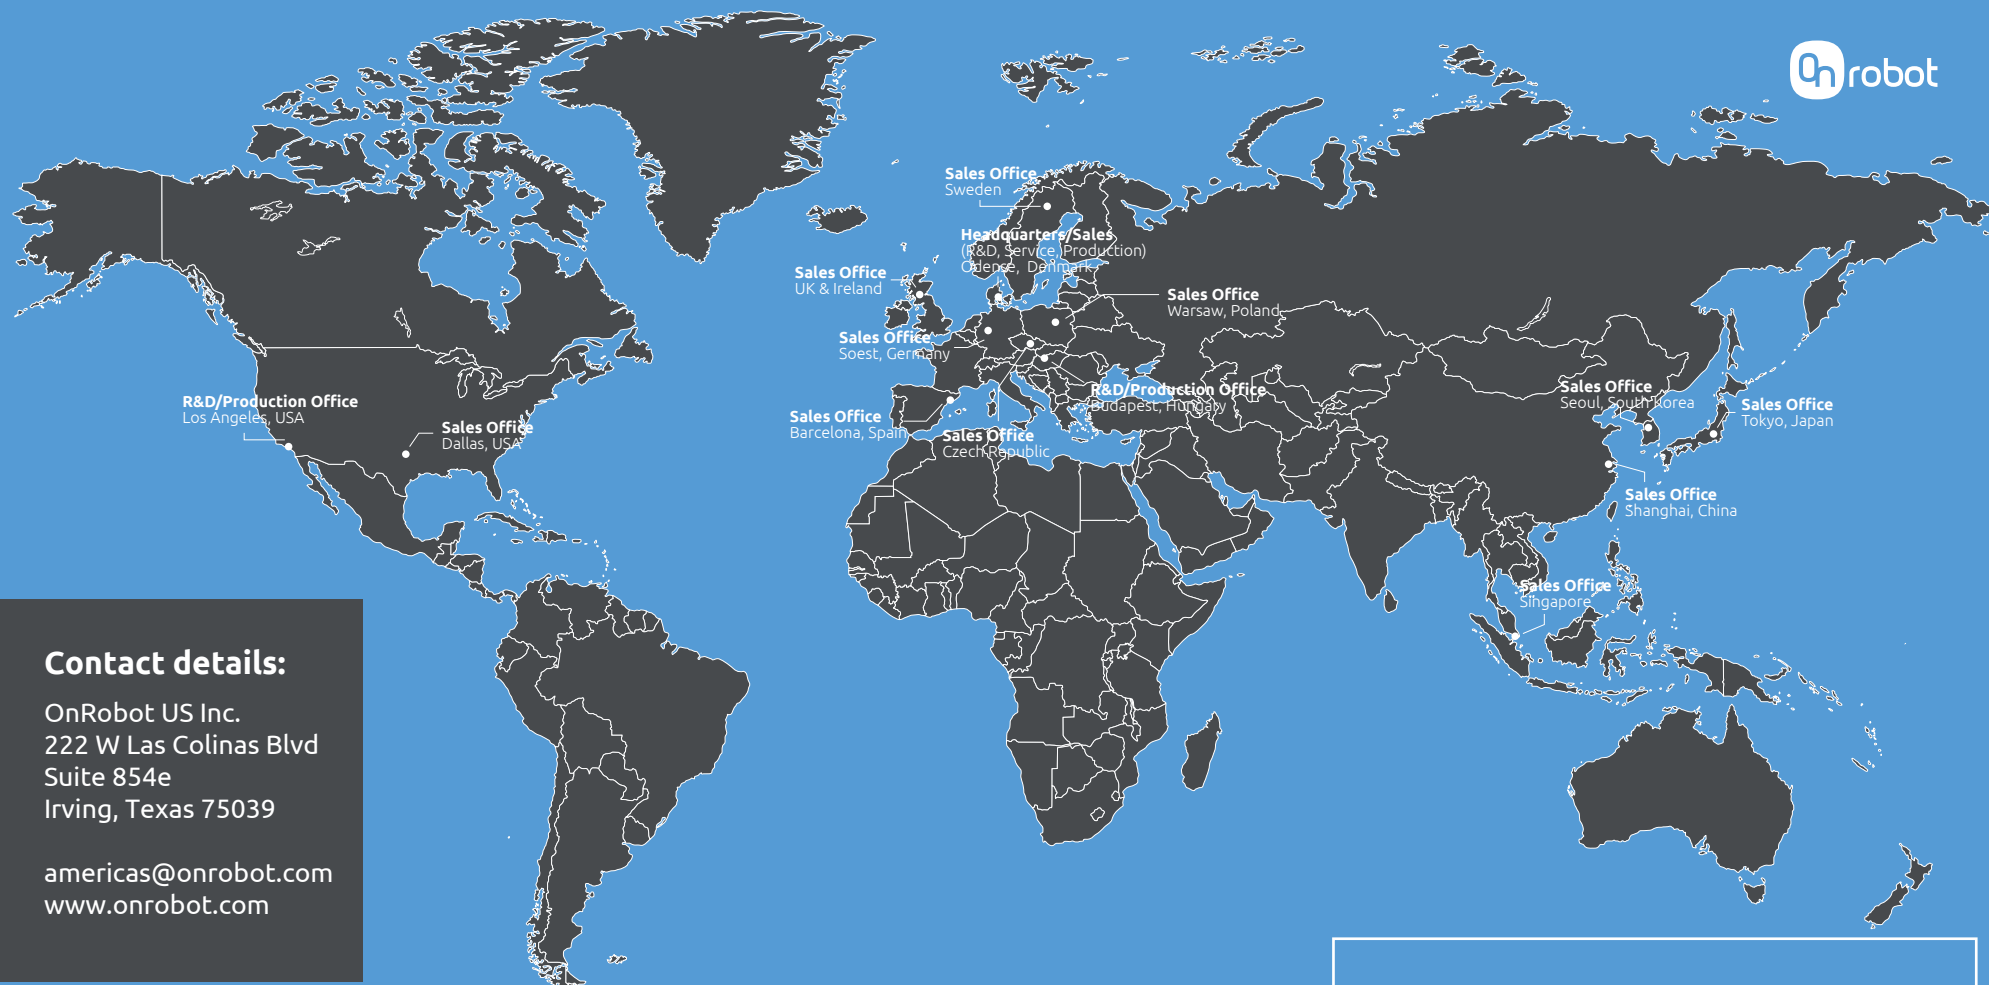 On robot
Sales Office
Sweden
Headquarters/Sales
(R&D, Service, Production)
Odense, Denmark
Sales Office
UK & Ireland
Sales Office
Warsaw, Poland
Sales Office
Soest, Germany
R&D/Production Office
Budapest, Hungary
Sales Office
Barcelona, Spain
Sales Office
Czech Republic
R&D/Production Office
Los Angeles, USA
Sales Office
Dallas, USA
Sales Office
Seoul, South Korea
Sales Office
Tokyo, Japan
Sales Office
Shanghai, China
Sales Office
Singapore
Contact details:
OnRobot US Inc.
222 W Las Colinas Blvd
Suite 854e
Irving, Texas 75039
americas@onrobot.com
www.onrobot.com